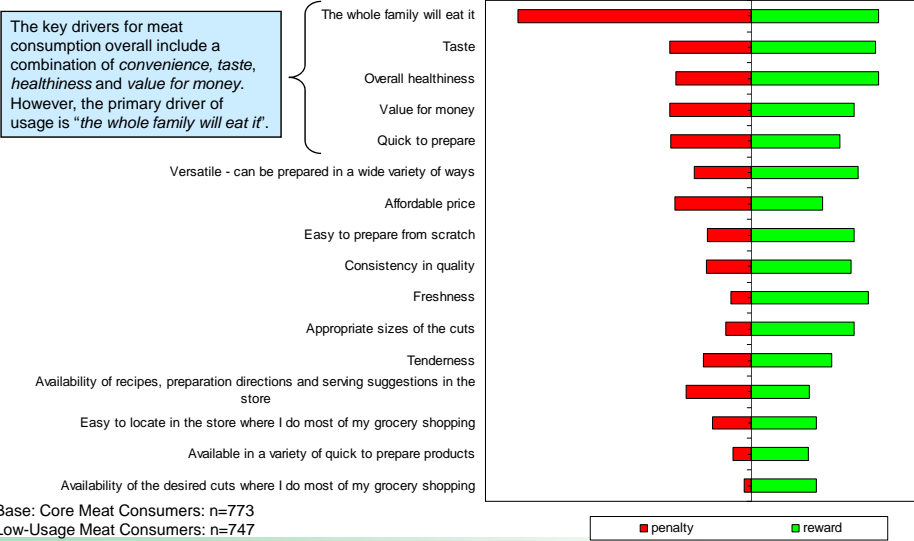 The key drivers for meat
consumption overall include a
combination of convenience, taste,
healthiness and value for money.
However, the primary driver of
usage is “the whole family will eat it”.
The whole family will eat it
Taste
Overall healthiness
Value for money
Quick to prepare
Versatile - can be prepared in a wide variety of ways
Affordable price
Easy to prepare from scratch
Consistency in quality
Freshness
Appropriate sizes of the cuts
Tenderness
Availability of recipes, preparation directions and serving suggestions in the
store
Easy to locate in the store where I do most of my grocery shopping
Available in a variety of quick to prepare products
Availability of the desired cuts where I do most of my grocery shopping
Base: Core Meat Consumers: n=773
Low-Usage Meat Consumers: n=747
penalty reward